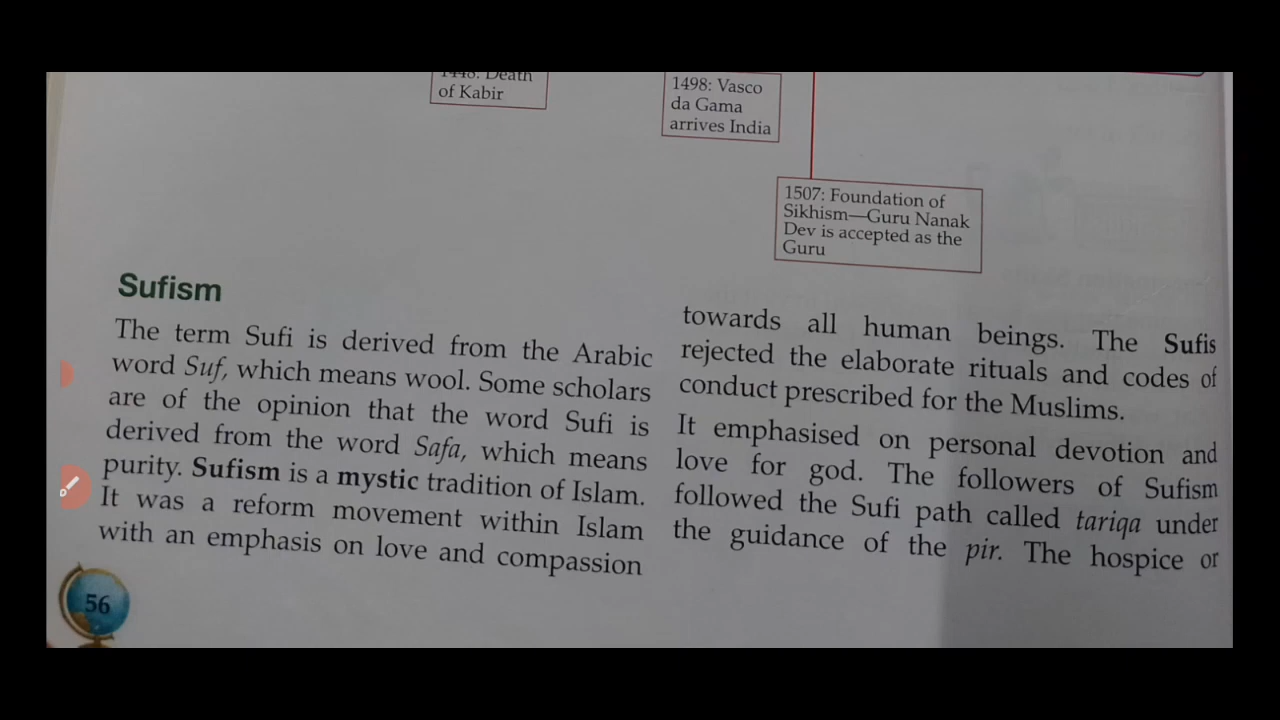 1448: Death
of Kabir
1498: Vasco
da Gama
arrives India
1507: Foundation of
Sikhism—Guru Nanak
Dev is accepted as the
Guru
Sufism
The term Sufi is derived from the Arabic
word Suf, which means wool. Some scholars
are of the opinion that the word Sufi is
derived from the word Safa, which means
purity. Sufism is a mystic tradition of Islam.
It was a reform movement within Islam
with an emphasis on love and compassion
towards all human beings. The Sufis
rejected the elaborate rituals and codes of
conduct prescribed for the Muslims.
It emphasised on personal devotion and
love for god. The followers of Sufism
followed the Sufi path called tariqa under
the guidance of the pir. The hospice or
56